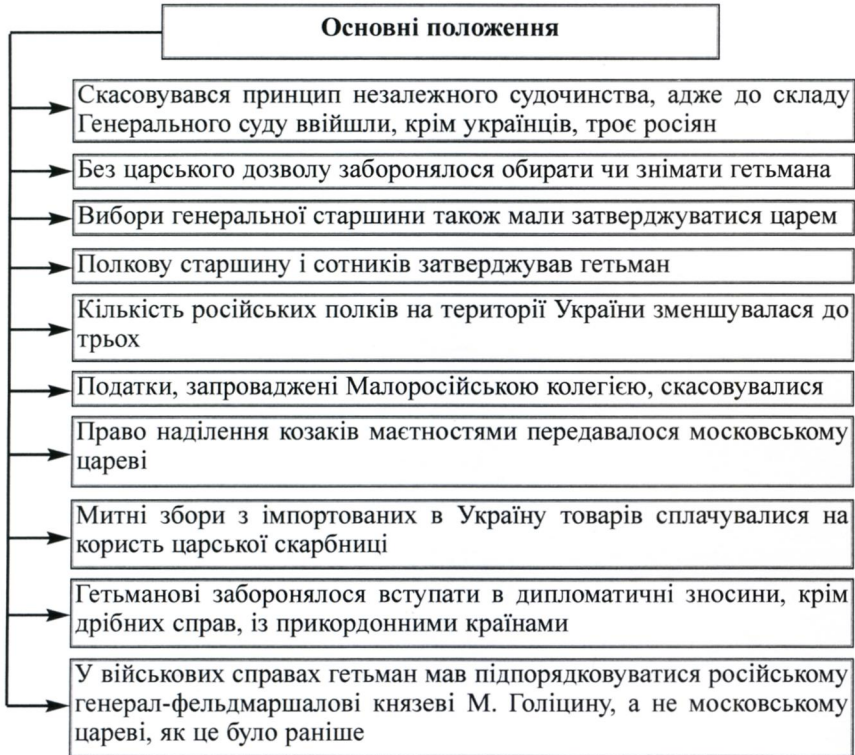 Основні положення
Скасовувався принцип незалежного судочинства, адже до складу
Генерального суду ввійшли, крім українців, троє росіян
Без царського дозволу заборонялося обирати чи знімати гетьмана
Вибори генеральної старшини також мали затверджуватися царем
Полкову старшину і сотників затверджував гетьман
Кількість російських полків на території України зменшувалася до
трьох
Податки, запроваджені Малоросійською колегією, скасовувалися
Право наділення козаків маєтностями передавалося московському
цареві
Митні збори з імпортованих в Україну товарів сплачувалися на
користь царської скарбниці
Гетьманові заборонялося вступати в дипломатичні зносини, крім
дрібних справ, із прикордонними країнами
У військових справах гетьман мав підпорядковуватися російському
генерал-фельдмаршалові князеві М. Голіцину, а не московському
цареві, як це було раніше